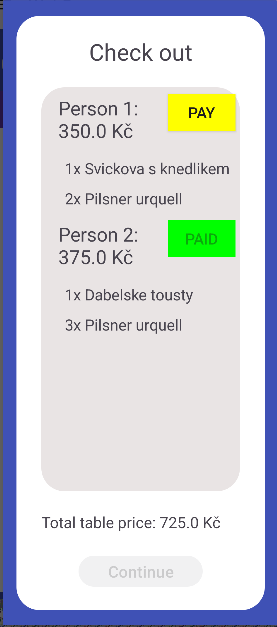 Check out
Person 1:
350.0 Kč
PAY
1x Svickova s knedlikem
2x Pilsner urquell
Person 2:
375.0 Kč
PAID
1x Dabelske tousty
3x Pilsner urquell
Total table price: 725.0 Kč
Continue